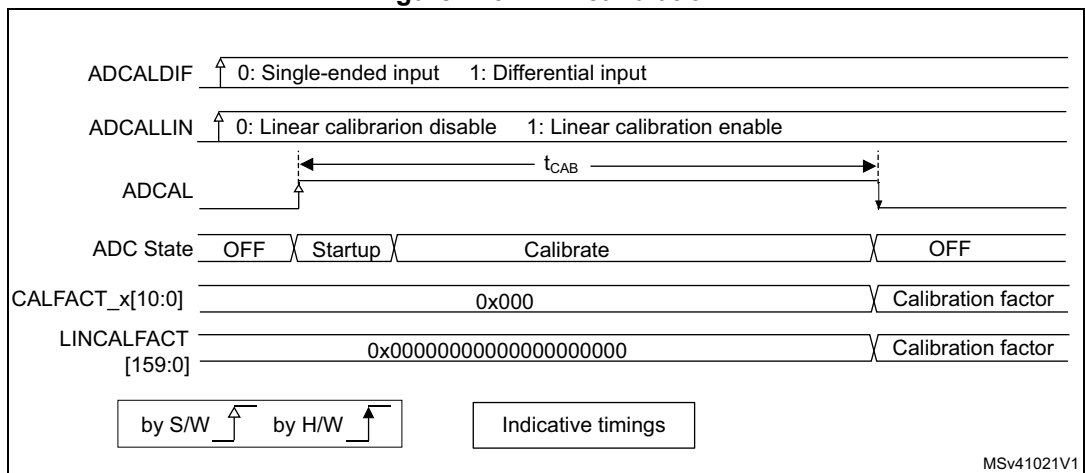 ADCALDIF 0: Single-ended input 1: Differential input
ADCALLIN 0: Linear calibrarion disable 1: Linear calibration enable
tCAB
ADCAL
ADC State OFF Startup Calibrate OFF
CALFACT_x[10:0] 0x000 Calibration factor
LINCALFACT
[159:0] 0x00000000000000000000 Calibration factor
by S/W by H/W Indicative timings
MSv41021V1